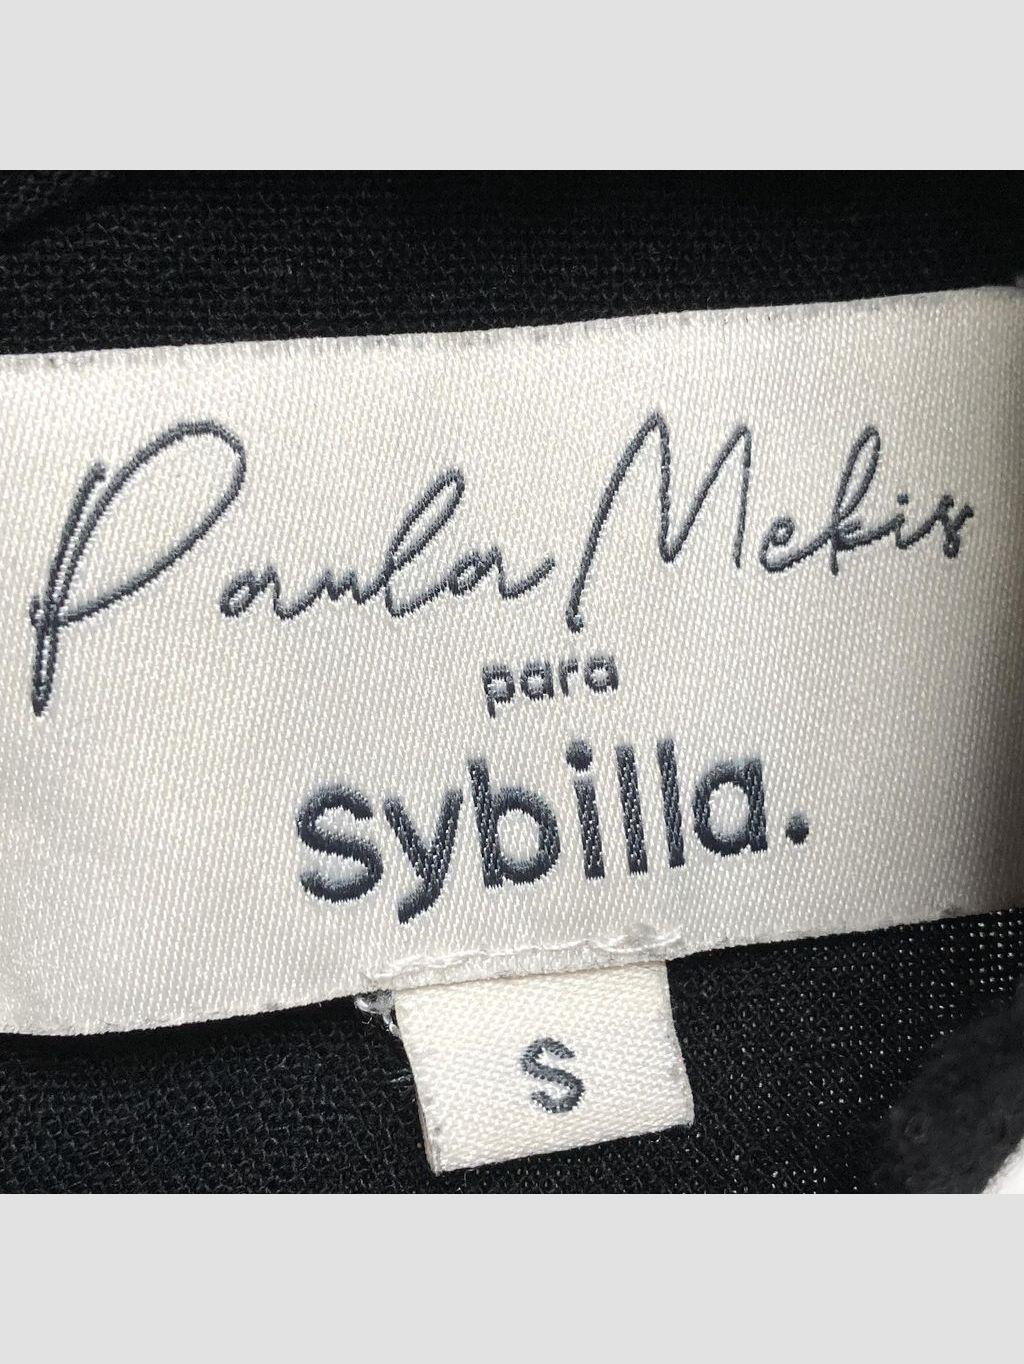 Paula Mekis
para
sybilla.
S